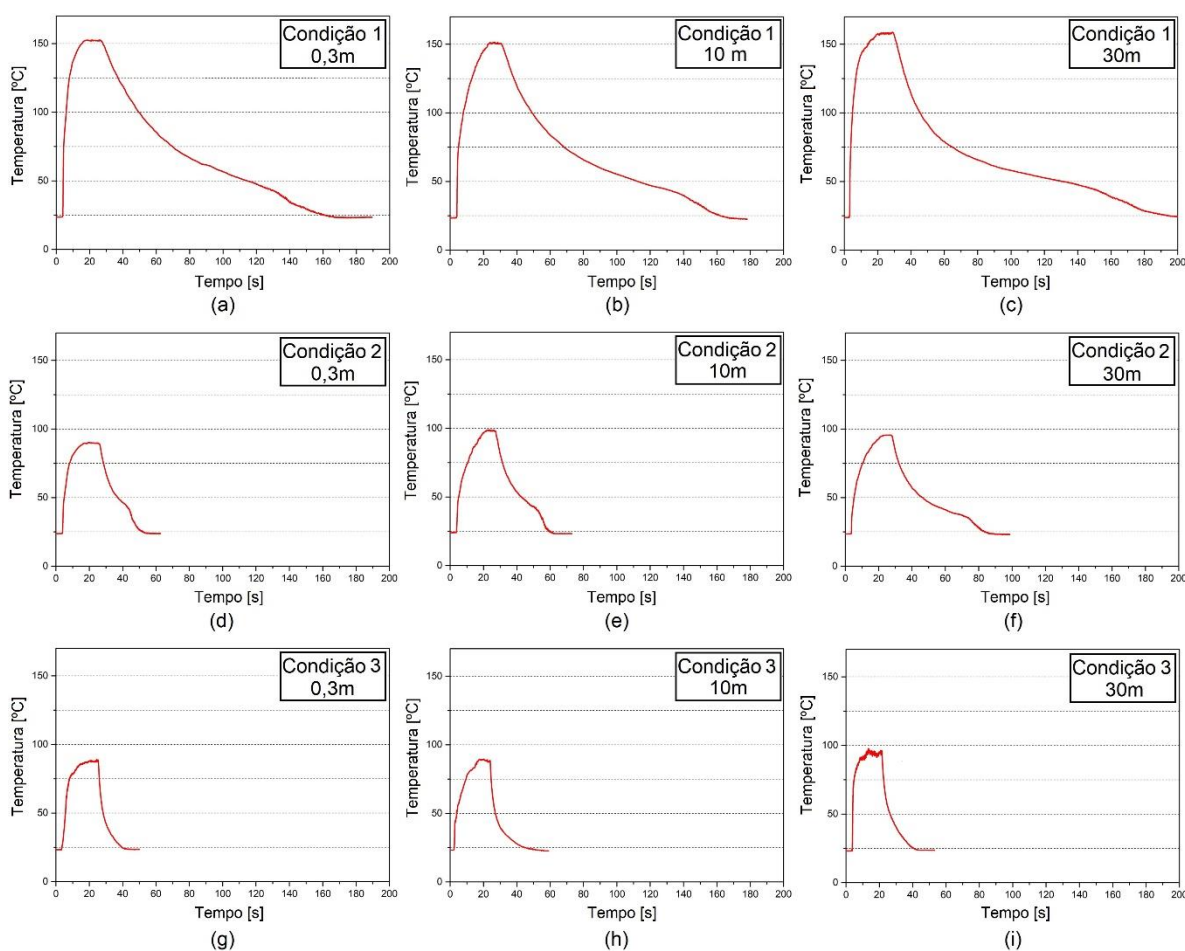 Condição 1
0,3m
Temperatura [ºC]
150
100
50
0
0 20 40 60 80 100 120 140 160 180 200
Tempo [s]
(a)
Condição 1
10 m
Temperatura [ºC]
150
100
50
0
0 20 40 60 80 100 120 140 160 180 200
Tempo [s]
(b)
Condição 1
30m
Temperatura [ºC]
150
100
50
0
0 20 40 60 80 100 120 140 160 180 200
Tempo [s]
(c)
Condição 2
0,3m
Temperatura [ºC]
150
100
50
0
0 20 40 60 80 100 120 140 160 180 200
Tempo [s]
(d)
Condição 2
10m
Temperatura [ºC]
150
100
50
0
0 20 40 60 80 100 120 140 160 180 200
Tempo [s]
(e)
Condição 2
30m
Temperatura [ºC]
150
100
50
0
0 20 40 60 80 100 120 140 160 180 200
Tempo [s]
(f)
Condição 3
0,3m
Temperatura [ºC]
150
100
50
0
0 20 40 60 80 100 120 140 160 180 200
Tempo [s]
(g)
Condição 3
10m
Temperatura [ºC]
150
100
50
0
0 20 40 60 80 100 120 140 160 180 200
Tempo [s]
(h)
Condição 3
30m
Temperatura [ºC]
150
100
50
0
0 20 40 60 80 100 120 140 160 180 200
Tempo [s]
(i)